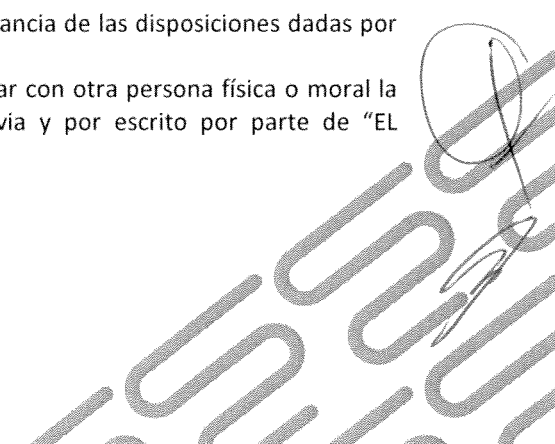 ancia de las disposiciones dadas por
ar con otra persona física o moral la
via y por escrito por parte de “EL